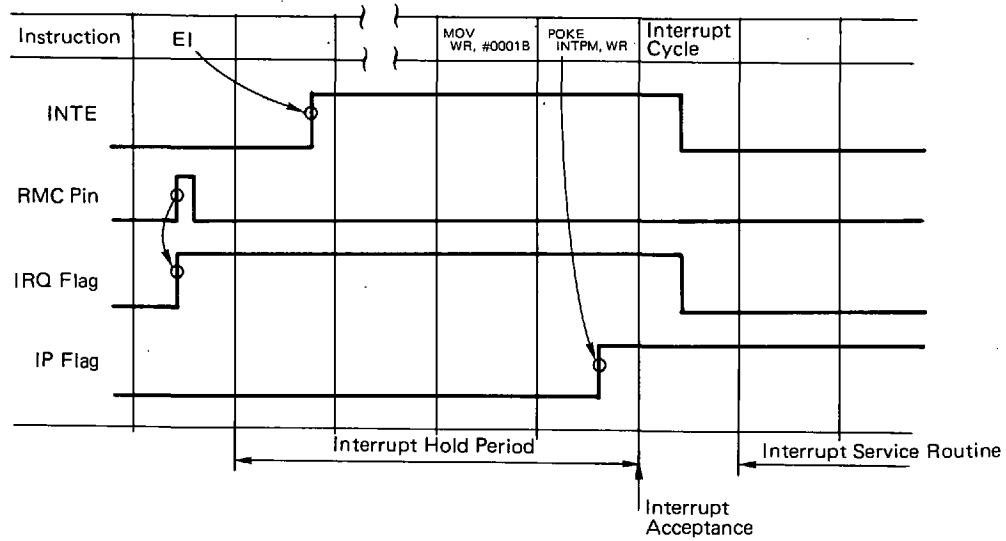 Instruction
EI
MOV
WR, #0001B
POKE
INTPM, WR
Interrupt
Cycle
INTE
RMC Pin
IRQ Flag
IP Flag
Interrupt Hold Period
Interrupt Service Routine
Interrupt
Acceptance